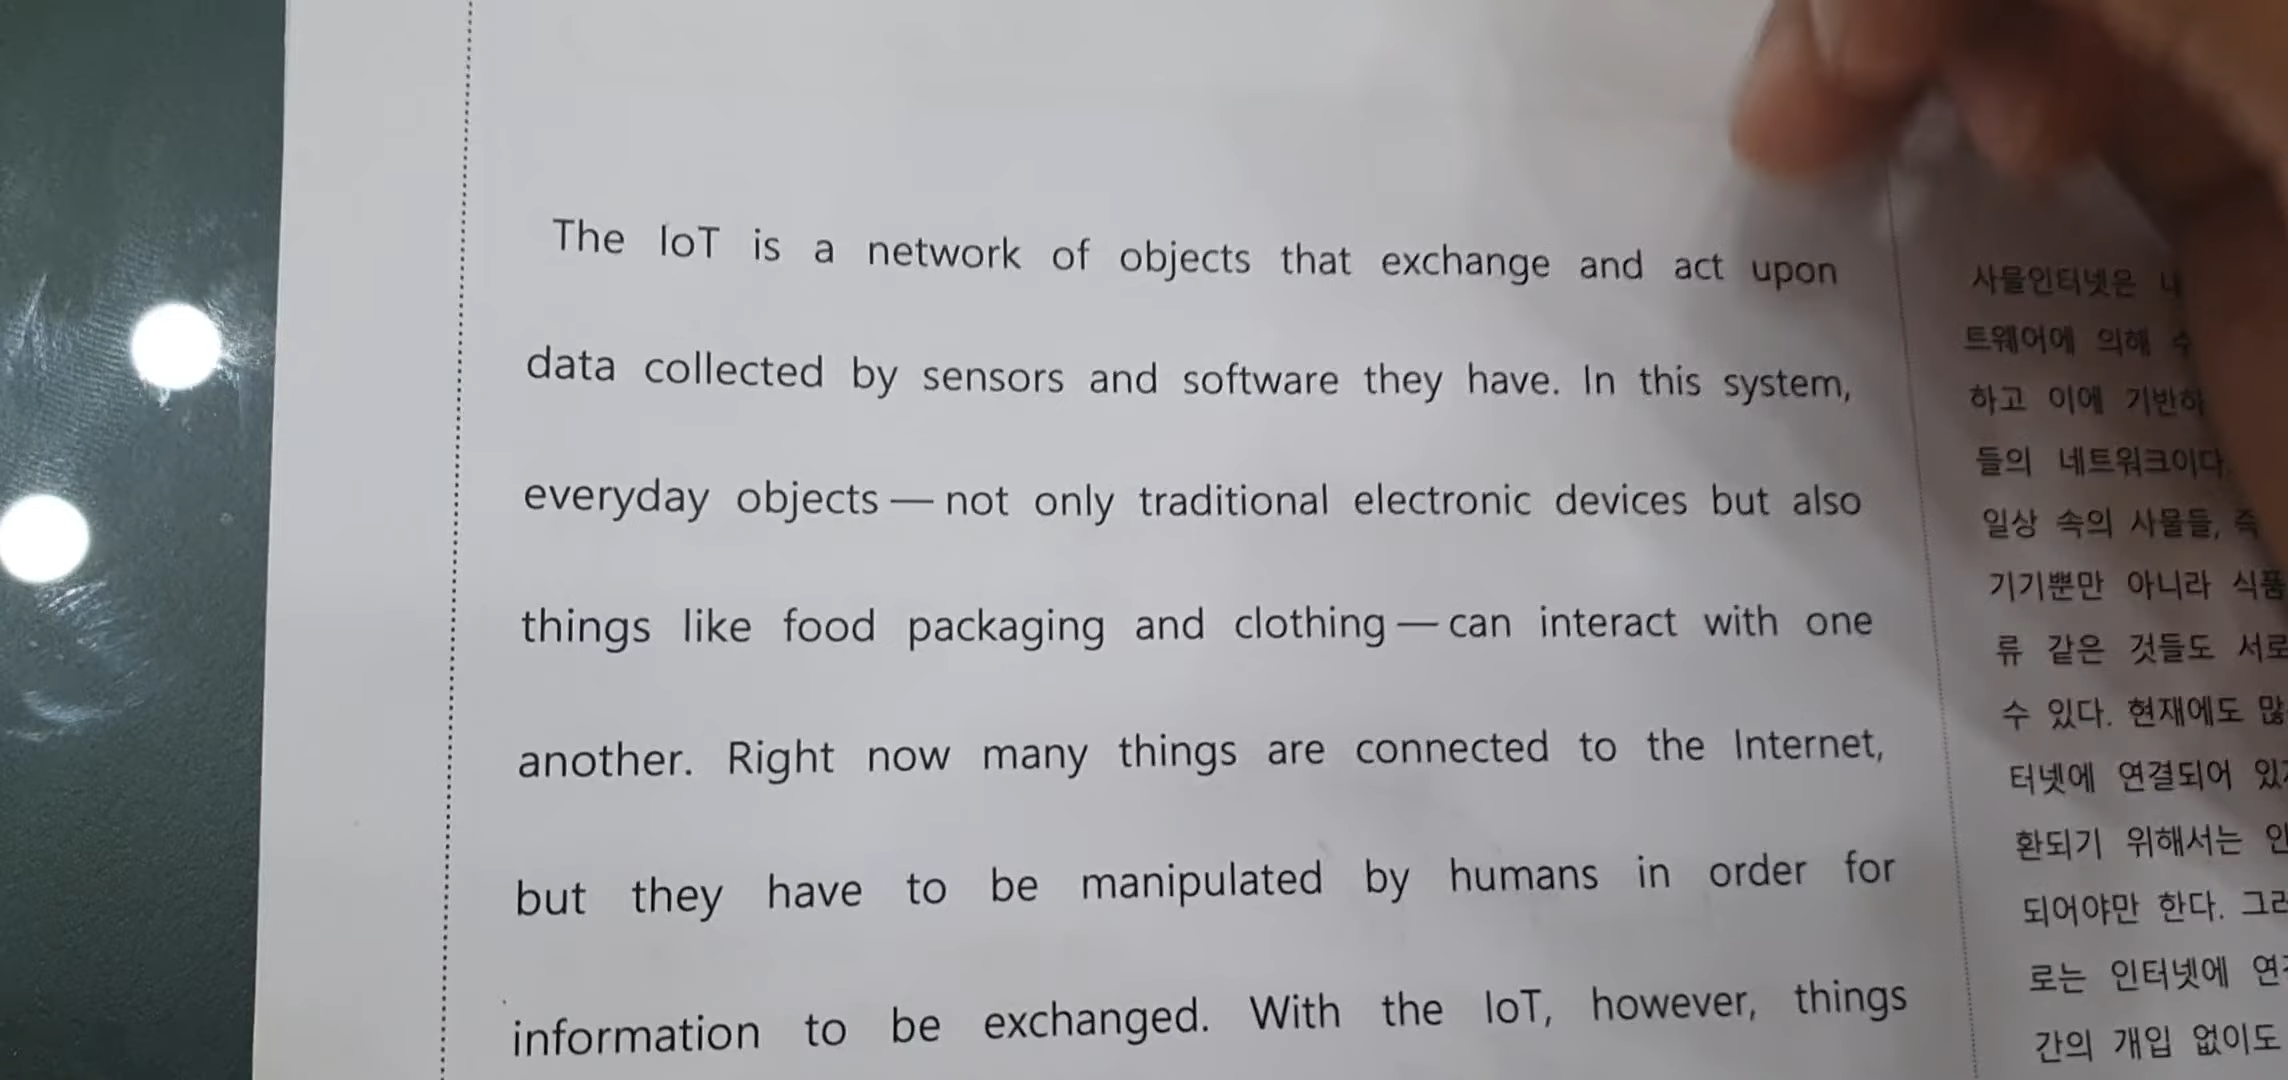 The IoT is a network of objects that exchange and act upon
data collected by sensors and software they have. In this system,
everyday objects — not only traditional electronic devices but also
things like food packaging and clothing — can interact with one
another. Right now many things are connected to the Internet,
but they have to be manipulated by humans in order for
information to be exchanged. With the IoT, however, things
사물인터넷은
트웨어에 의해
하고 이에 기반하
들의 네트워크이다.
일상 속의 사물들, 즉
기기뿐만 아니라 식품
류 같은 것들도 서로
수 있다. 현재에도 많
터넷에 연결되어
환되기 위해서는 인
되어야만 한다. 그러
로는 인터넷에
간의 개입 없이도